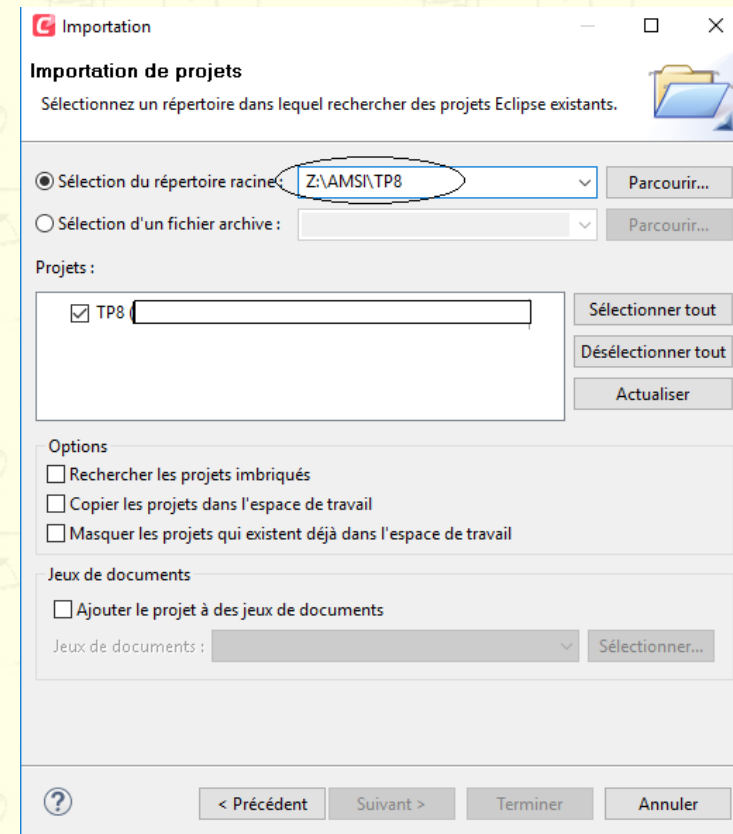 Importation
Importation de projets
Sélectionnez un répertoire dans lequel rechercher des projets Eclipse existants.
Sélection du répertoire racine : Z:\AMSI\TP8 Parcourir...
Sélection d'un fichier archive : Parcourir...
Projets :
TP8 (
Sélectionner tout
Désélectionner tout
Actualiser
Options
Rechercher les projets imbriqués
Copier les projets dans l'espace de travail
Masquer les projets qui existent déjà dans l'espace de travail
Jeux de documents
Ajouter le projet à des jeux de documents
Jeux de documents : Sélectionner...
? < Précédent Suivant > Terminer Annuler